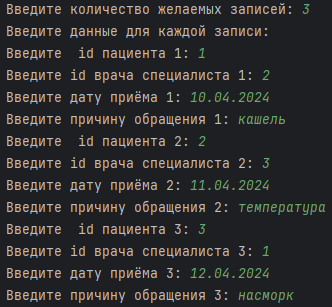 Введите количество желаемых записей: 3
Введите данные для каждой записи:
Введите  id пациента 1: 1
Введите id врача специалиста 1: 2
Введите дату приёма 1: 10.04.2024
Введите причину обращения 1: кашель
Введите  id пациента 2: 2
Введите id врача специалиста 2: 3
Введите дату приёма 2: 11.04.2024
Введите причину обращения 2: температура
Введите  id пациента 3: 3
Введите id врача специалиста 3: 1
Введите дату приёма 3: 12.04.2024
Введите причину обращения 3: насморк